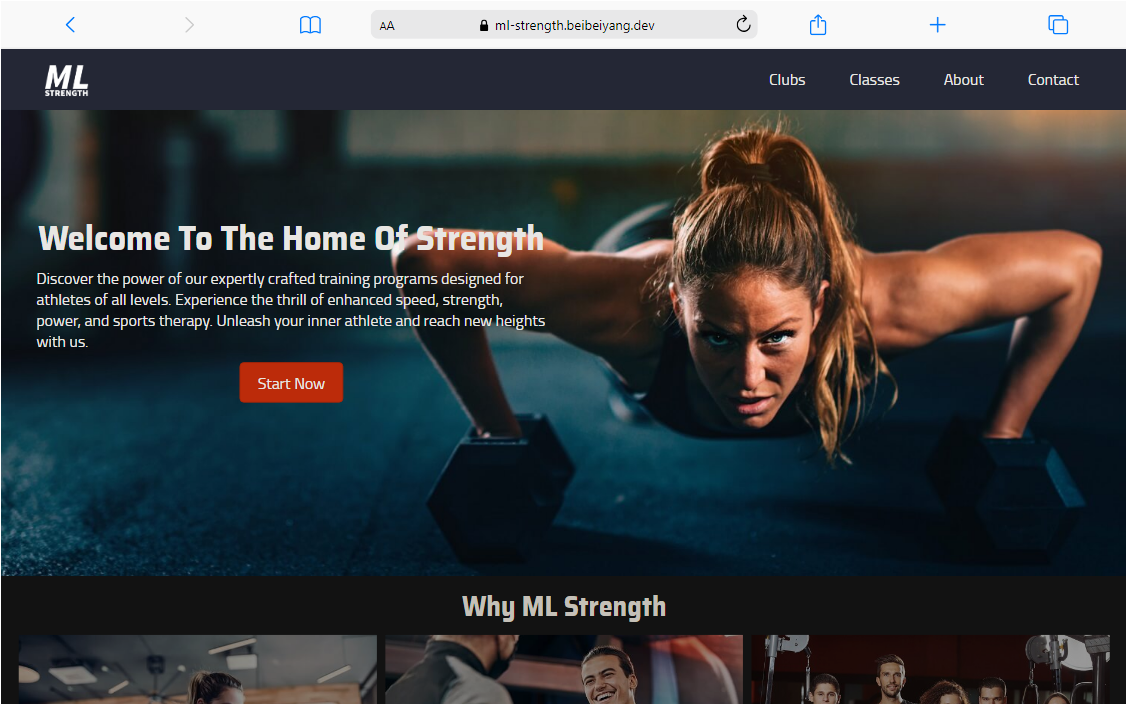 AA
ml-strength.beibeiyang.dev
ML
STRENGTH
Clubs
Classes
About
Contact
Welcome To The Home Of Strength
Discover the power of our expertly crafted training programs designed for
athletes of all levels. Experience the thrill of enhanced speed, strength,
power, and sports therapy. Unleash your inner athlete and reach new heights
with us.
Start Now
Why ML Strength